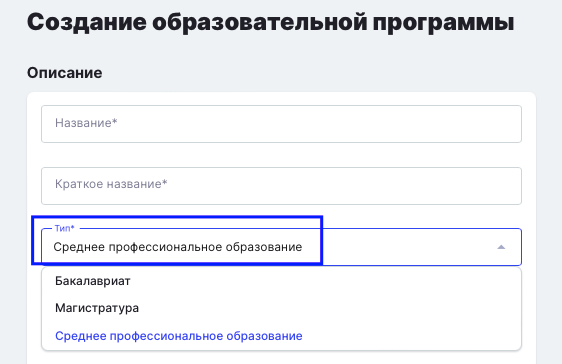 Создание образовательной программы
Описание
Название*
Краткое название*
Тип*
Среднее профессиональное образование
Бакалавриат
Магистратура
Среднее профессиональное образование